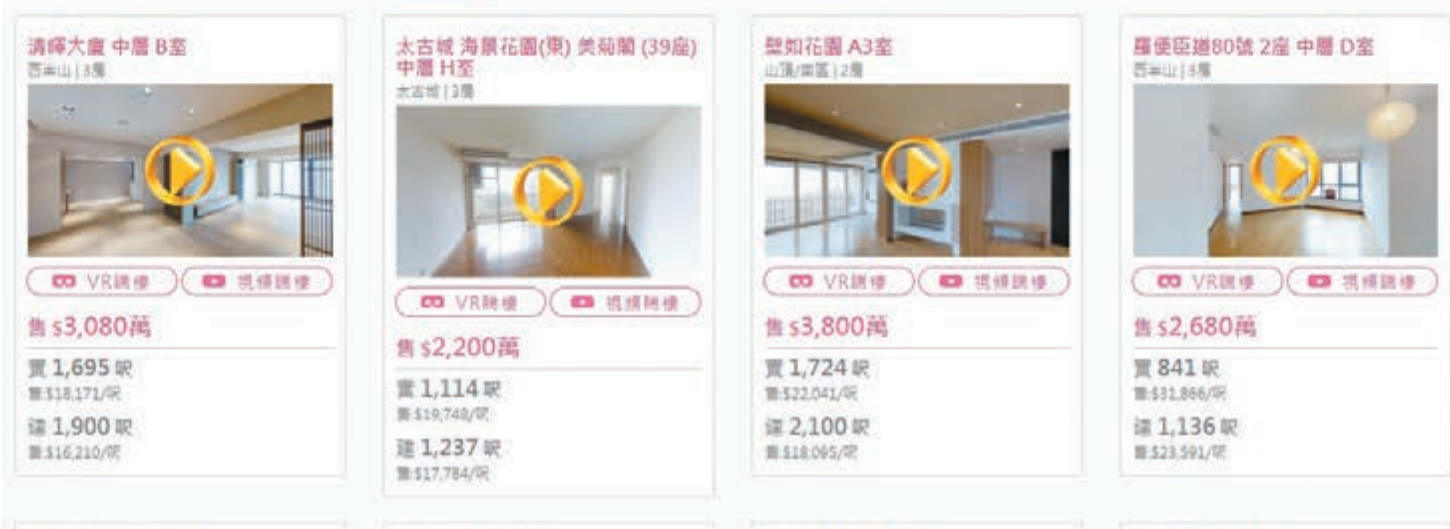 清暉大廈 中層 B室
西半山 | 3房
VR睇樓
視頻睇樓
售 $3,080萬
實 1,695 呎
售:$18,171/呎
建 1,900 呎
售:$16,210/呎
太古城 海景花園(東) 美菊閣 (39座)
中層 H室
太古城 | 3房
VR睇樓
視頻睇樓
售 $2,200萬
實 1,114 呎
售:$19,748/呎
建 1,237 呎
售:$17,784/呎
璧如花園 A3室
山頂/南區 | 2房
VR睇樓
視頻睇樓
售 $3,800萬
實 1,724 呎
售:$22,041/呎
建 2,100 呎
售:$18,095/呎
羅便臣道80號 2座 中層 D室
西半山 | 3房
VR睇樓
視頻睇樓
售 $2,680萬
實 841 呎
售:$31,866/呎
建 1,136 呎
售:$23,591/呎